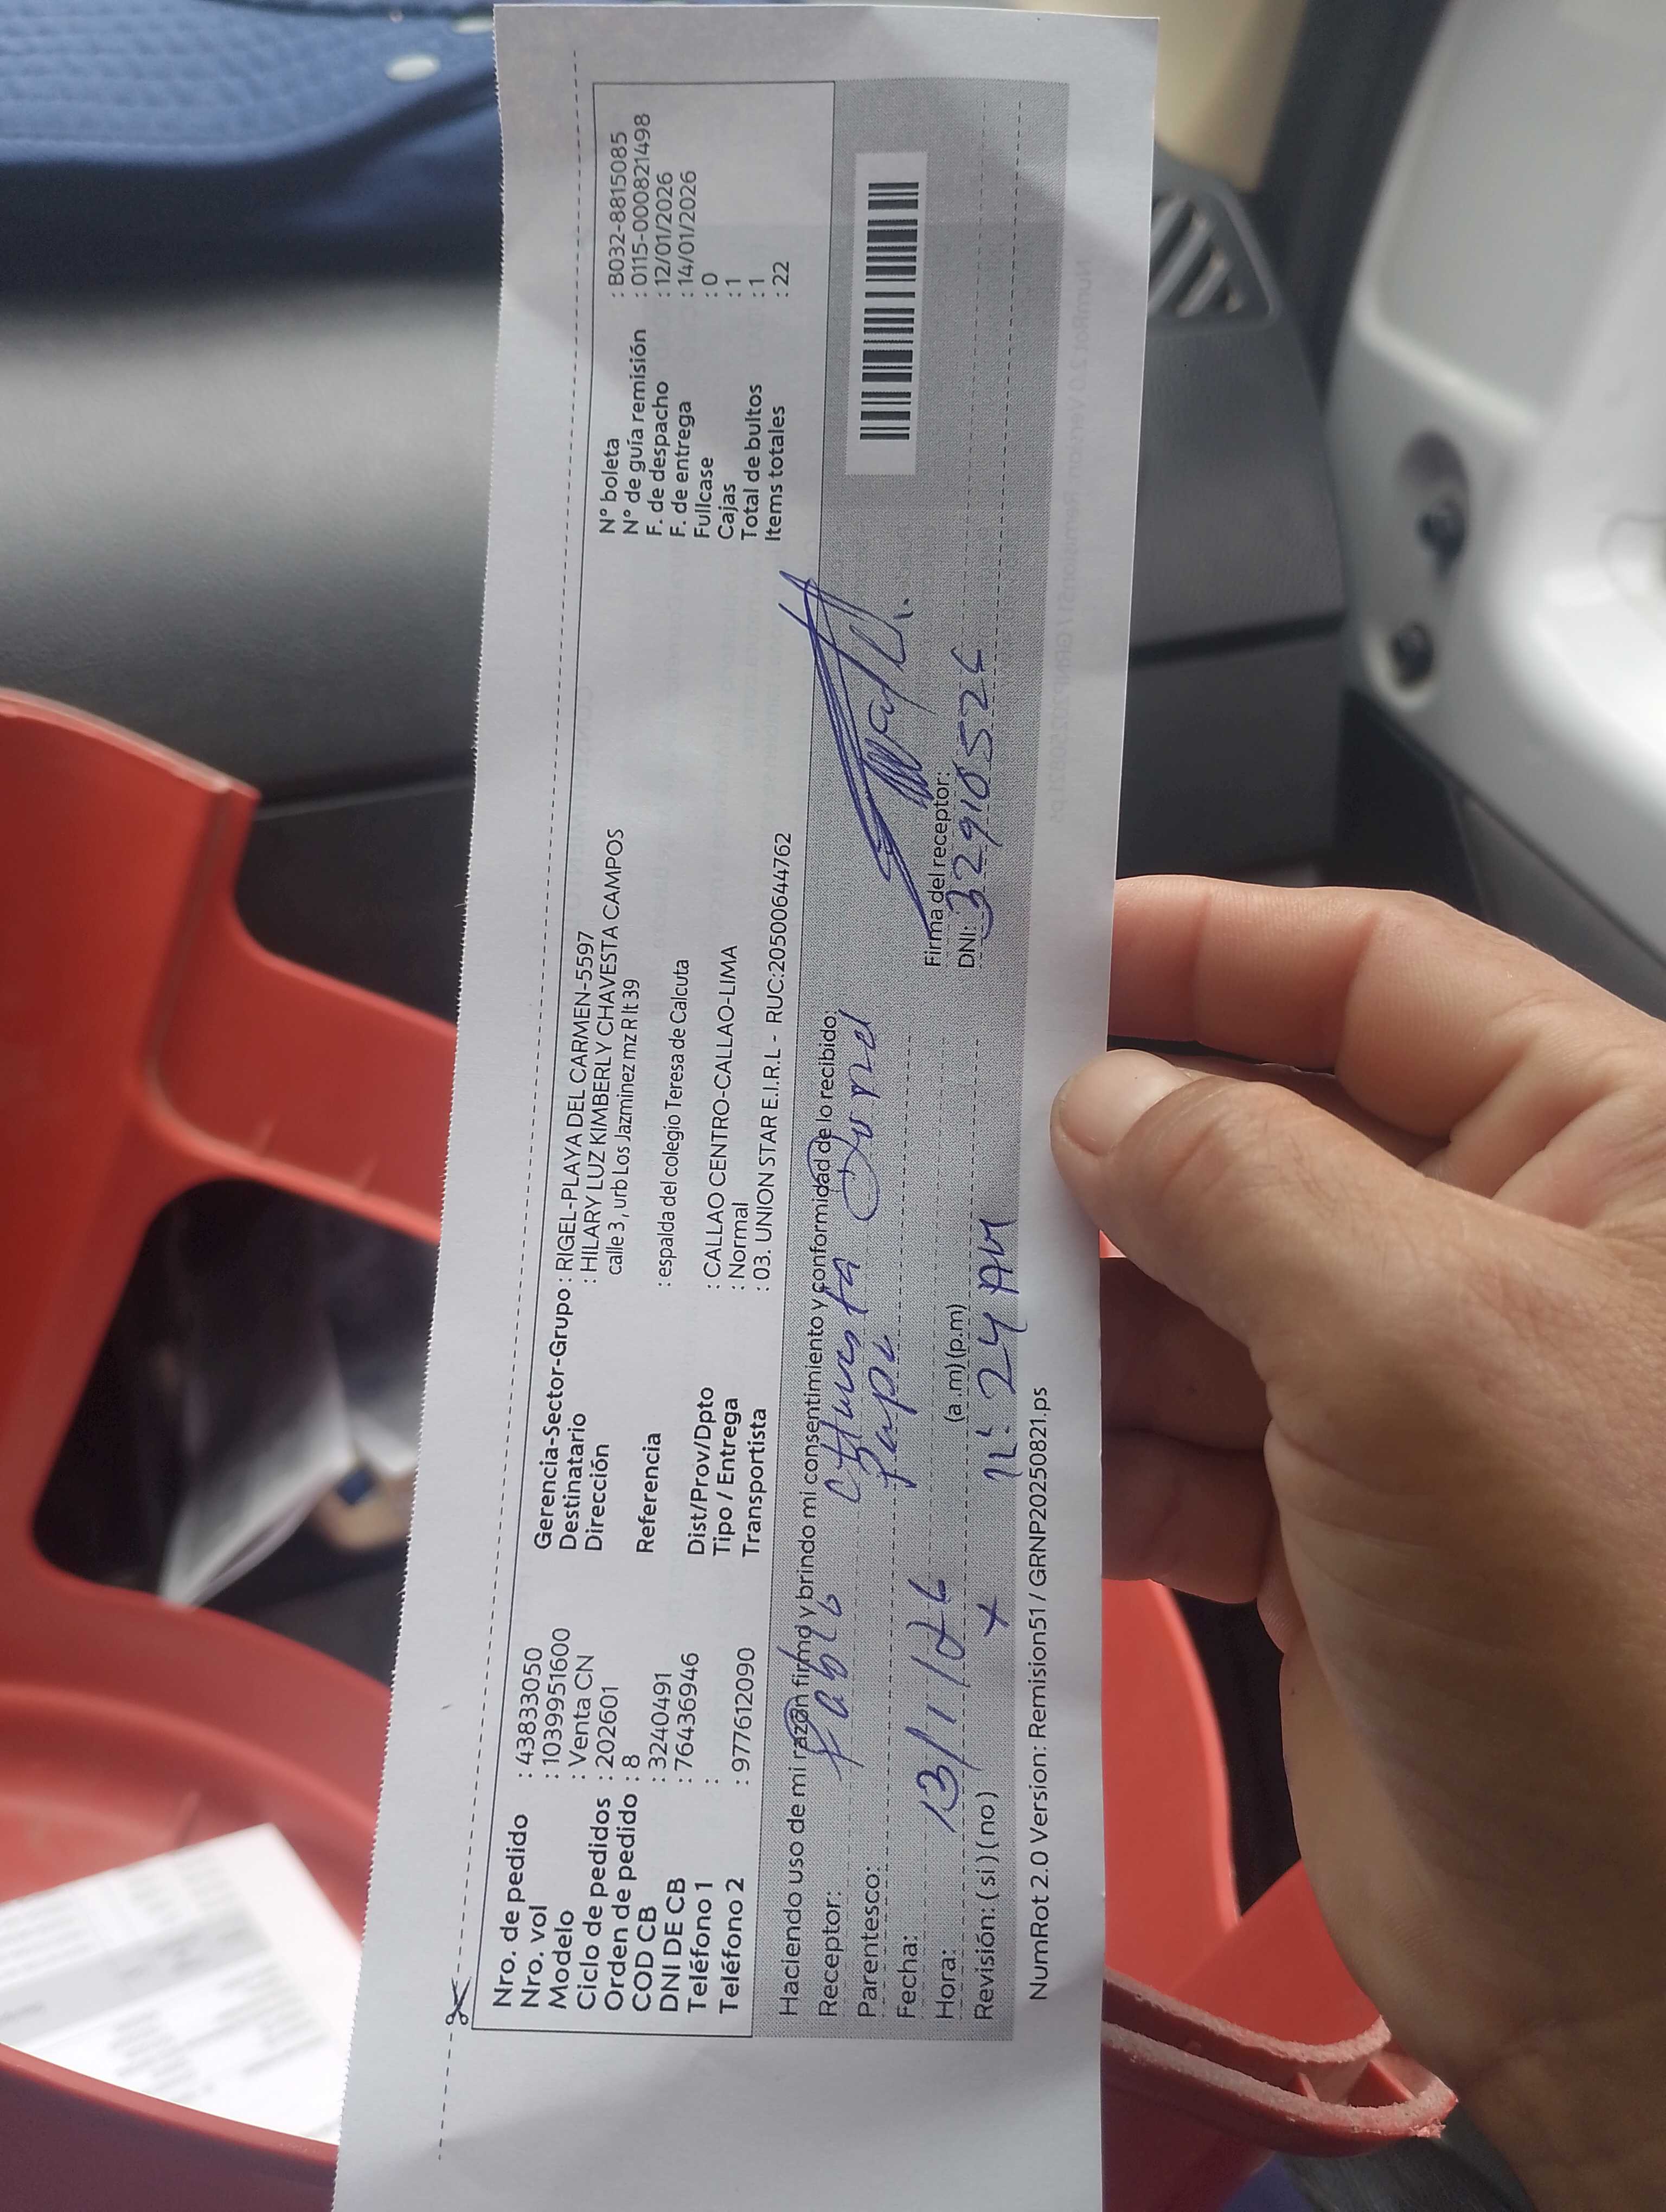 Nro. de pedido : 43833050
Nro. vol : 1039951600
Modelo : Venta CN
Ciclo de pedidos : 202601
Orden de pedido : 8
COD CB : 3240491
DNI DE CB : 76436946
Teléfono 1 :
Teléfono 2 : 977612090
Gerencia-Sector-Grupo : RIGEL-PLAYA DEL CARMEN-5597
Destinatario : HILARY LUZ KIMBERLY CHAVESTA CAMPOS
Dirección calle 3 , urb Los Jazminez mz R lt 39
Referencia : espalda del colegio Teresa de Calcuta
Dist/Prov/Dpto : CALLAO CENTRO-CALLAO-LIMA
Tipo / Entrega : Normal
Transportista : 03. UNION STAR E.I.R.L - RUC:20500644762
N° boleta : B032-8815085
N° de guía remisión : 0115-0000821498
F. de despacho : 12/01/2026
F. de entrega : 14/01/2026
Fullcase : 0
Cajas : 1
Total de bultos : 1
Items totales : 22
Haciendo uso de mi razón firmo y brindo mi consentimiento y conformidad de lo recibido:
Receptor: Pablo
Parentesco: Papá
Fecha: 13/1/26
Hora: 11:24 AM (a .m) (p.m)
Revisión: ( si ) ( no ) x
Firma del receptor:
DNI: 32910526
NumRot 2.0 Version: Remision51 / GRNP20250821.ps